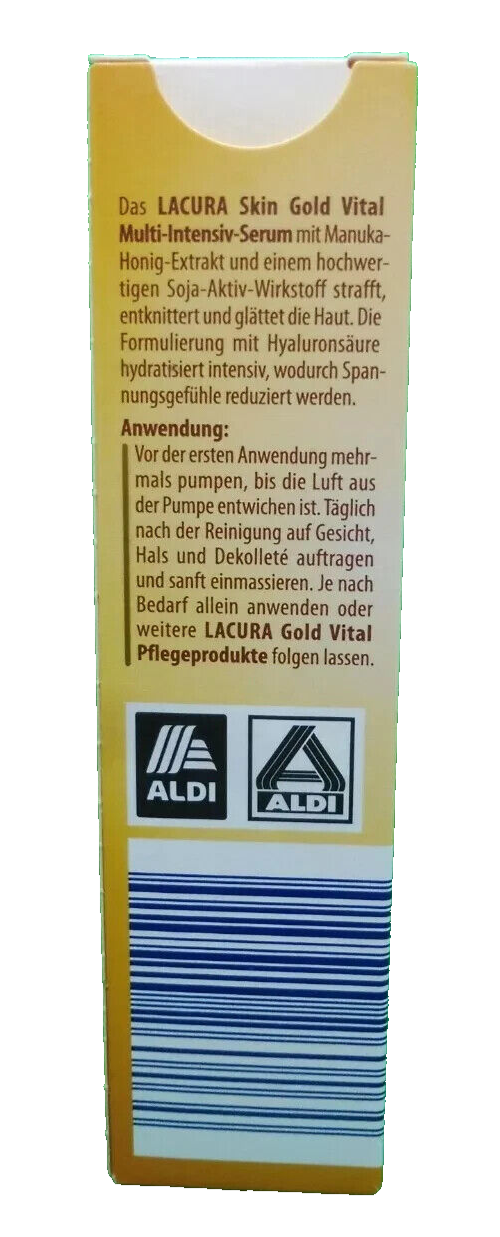 Das LACURA Skin Gold Vital
Multi-Intensiv-Serum mit Manuka-
Honig-Extrakt und einem hochwer-
tigen Soja-Aktiv-Wirkstoff strafft,
entknittert und glättet die Haut. Die
Formulierung mit Hyaluronsäure
hydratisiert intensiv, wodurch Span-
nungsgefühle reduziert werden.
Anwendung:
Vor der ersten Anwendung mehr-
mals pumpen, bis die Luft aus
der Pumpe entwichen ist. Täglich
nach der Reinigung auf Gesicht,
Hals und Dekolleté auftragen
und sanft einmassieren. Je nach
Bedarf allein anwenden oder
weitere LACURA Gold Vital
Pflegeprodukte folgen lassen.
ALDI
ALDI